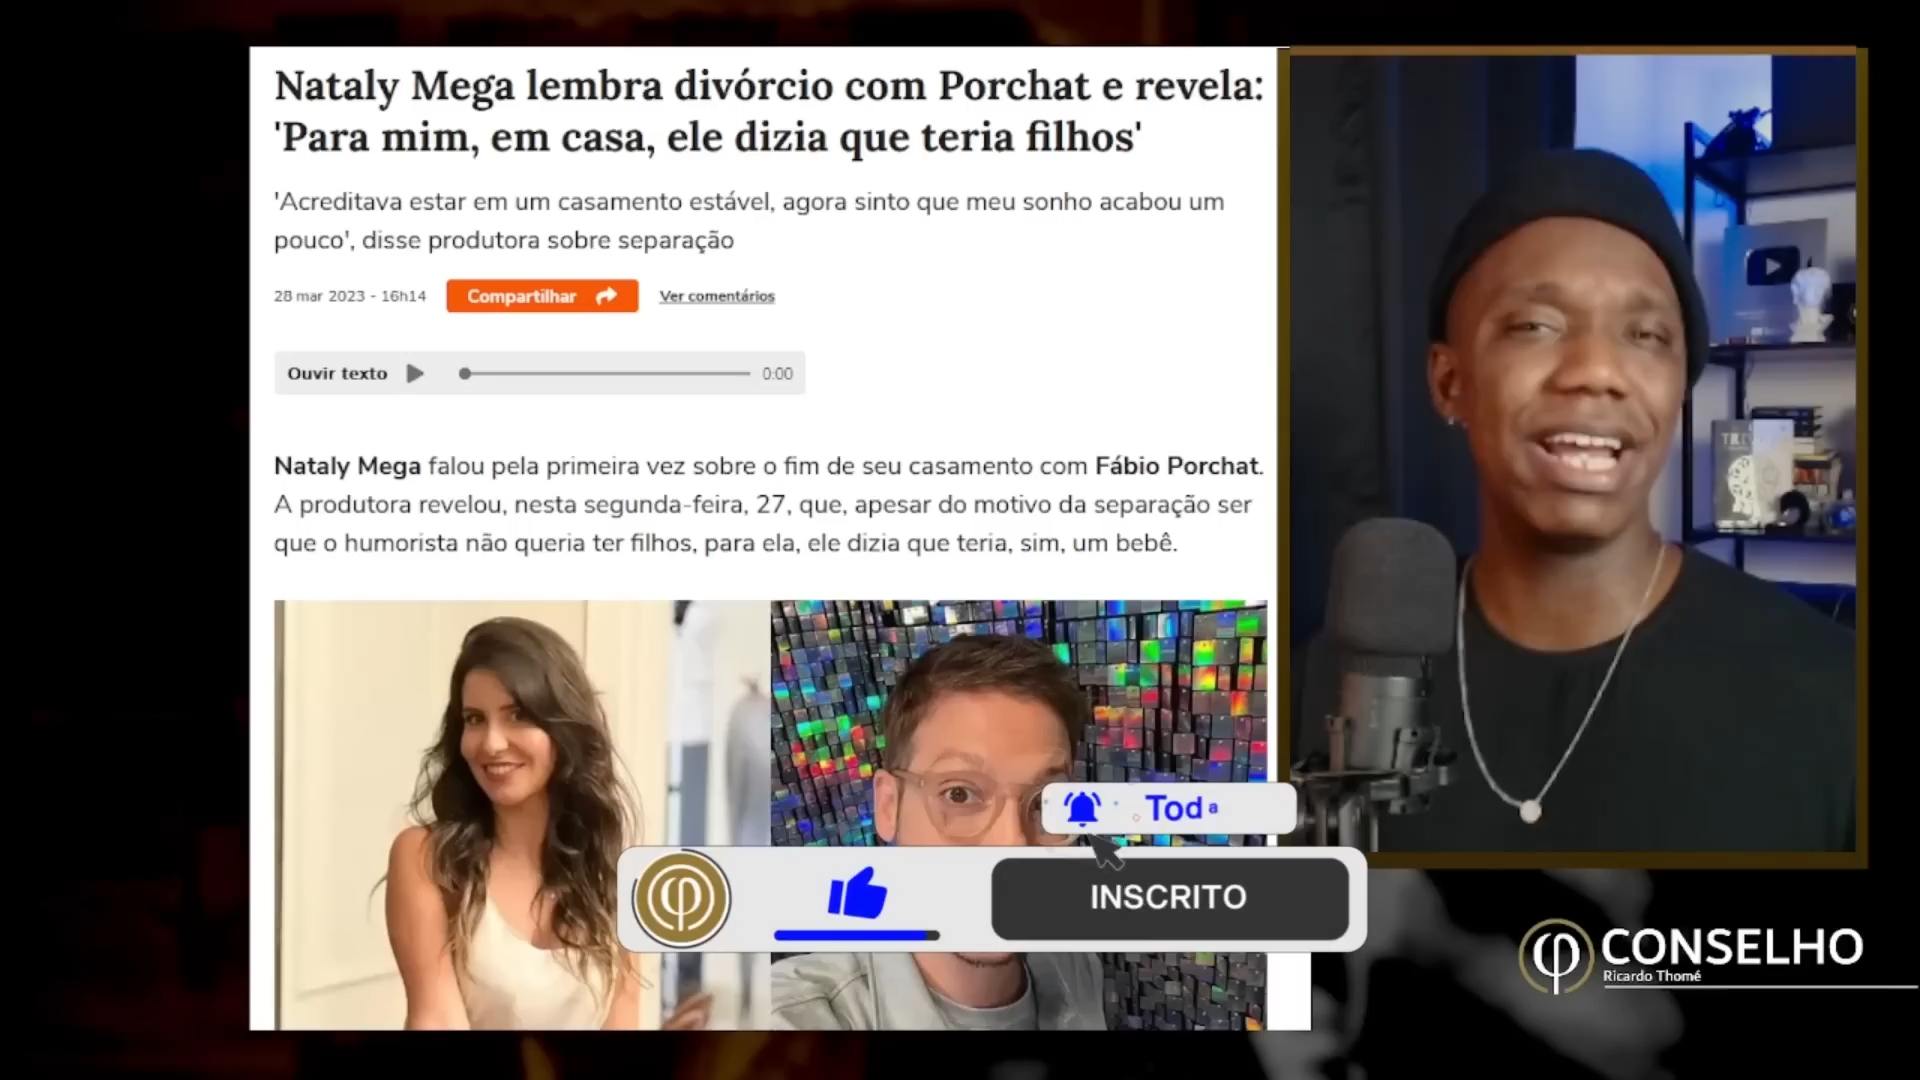 Nataly Mega lembra divórcio com Porchat e revela:
'Para mim, em casa, ele dizia que teria filhos'
'Acreditava estar em um casamento estável, agora sinto que meu sonho acabou um
pouco', disse produtora sobre separação
28 mar 2023 - 16h14
Compartilhar
Ver comentários
Ouvir texto
0:00
Nataly Mega falou pela primeira vez sobre o fim de seu casamento com Fábio Porchat.
A produtora revelou, nesta segunda-feira, 27, que, apesar do motivo da separação ser
que o humorista não queria ter filhos, para ela, ele dizia que teria, sim, um bebê.
Tod a
INSCRITO
CONSELHO
Ricardo Thomé